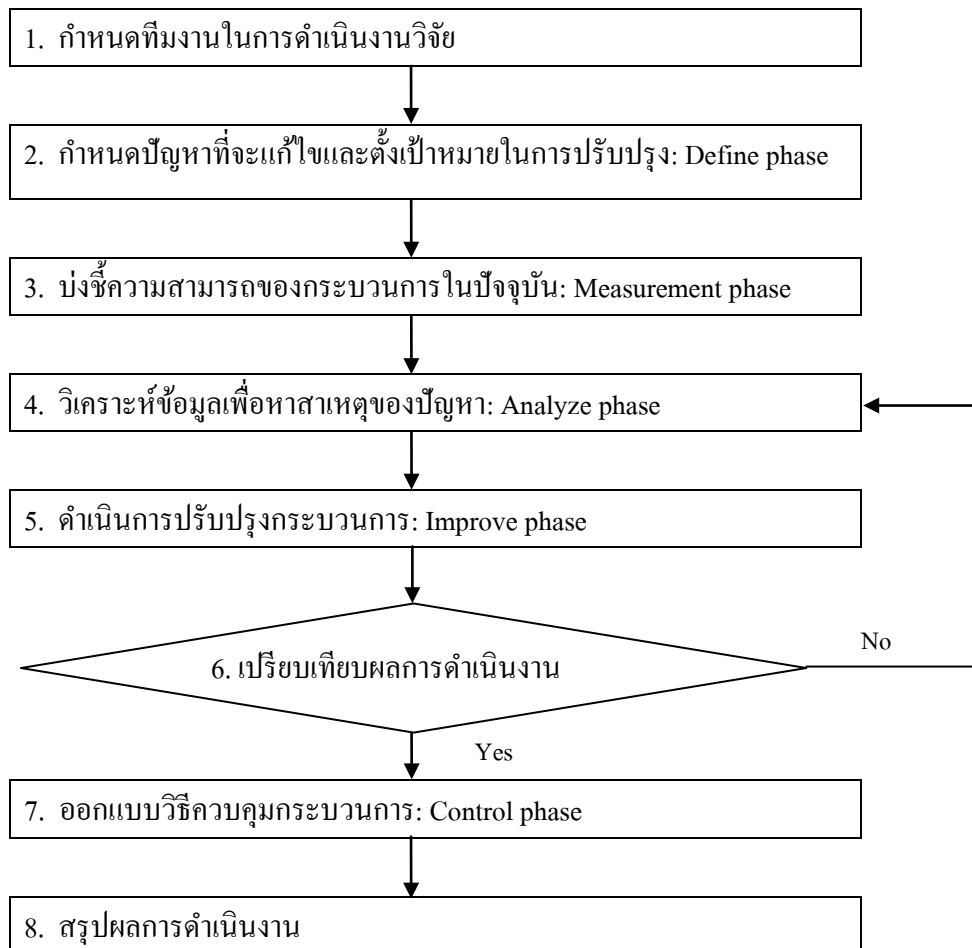 1. กำหนดทีมงานในการดำเนินงานวิจัย
2. กำหนดปัญหาที่จะแก้ไขและตั้งเป้าหมายในการปรับปรุง: Define phase
3. บ่งชี้ความสามารถของกระบวนการในปัจจุบัน: Measurement phase
4. วิเคราะห์ข้อมูลเพื่อหาสาเหตุของปัญหา: Analyze phase
5. ดำเนินการปรับปรุงกระบวนการ: Improve phase
No
6. เปรียบเทียบผลการดำเนินงาน
Yes
7. ออกแบบวิธีควบคุมกระบวนการ: Control phase
8. สรุปผลการดำเนินงาน